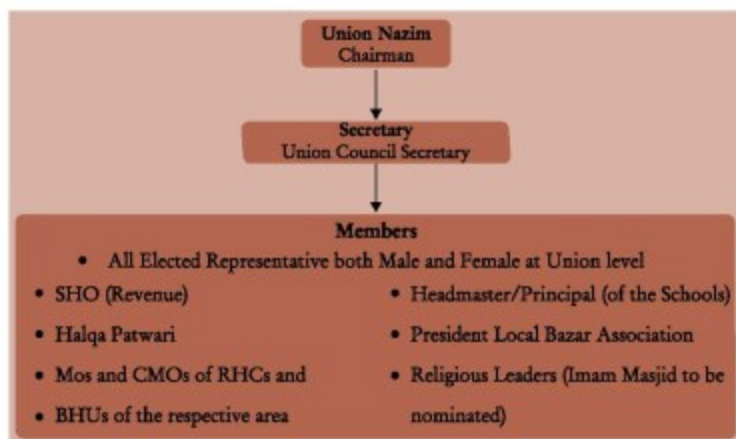 Union Nazim
Chairman
Secretary
Union Council Secretary
Members
• All Elected Representative both Male and Female at Union level
• SHO (Revenue)
• Halqa Patwari
• Mos and CMOs of RHCs and
• BHUs of the respective area
• Headmaster/Principal (of the Schools)
• President Local Bazar Association
• Religious Leaders (Imam Masjid to be
nominated)